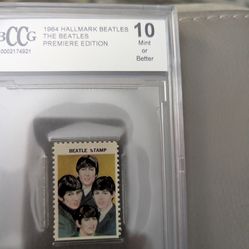 BCCG
0002174921
1964 HALLMARK BEATLES
THE BEATLES
PREMIERE EDITION
10
Mint
or
Better
BEATLE STAMP